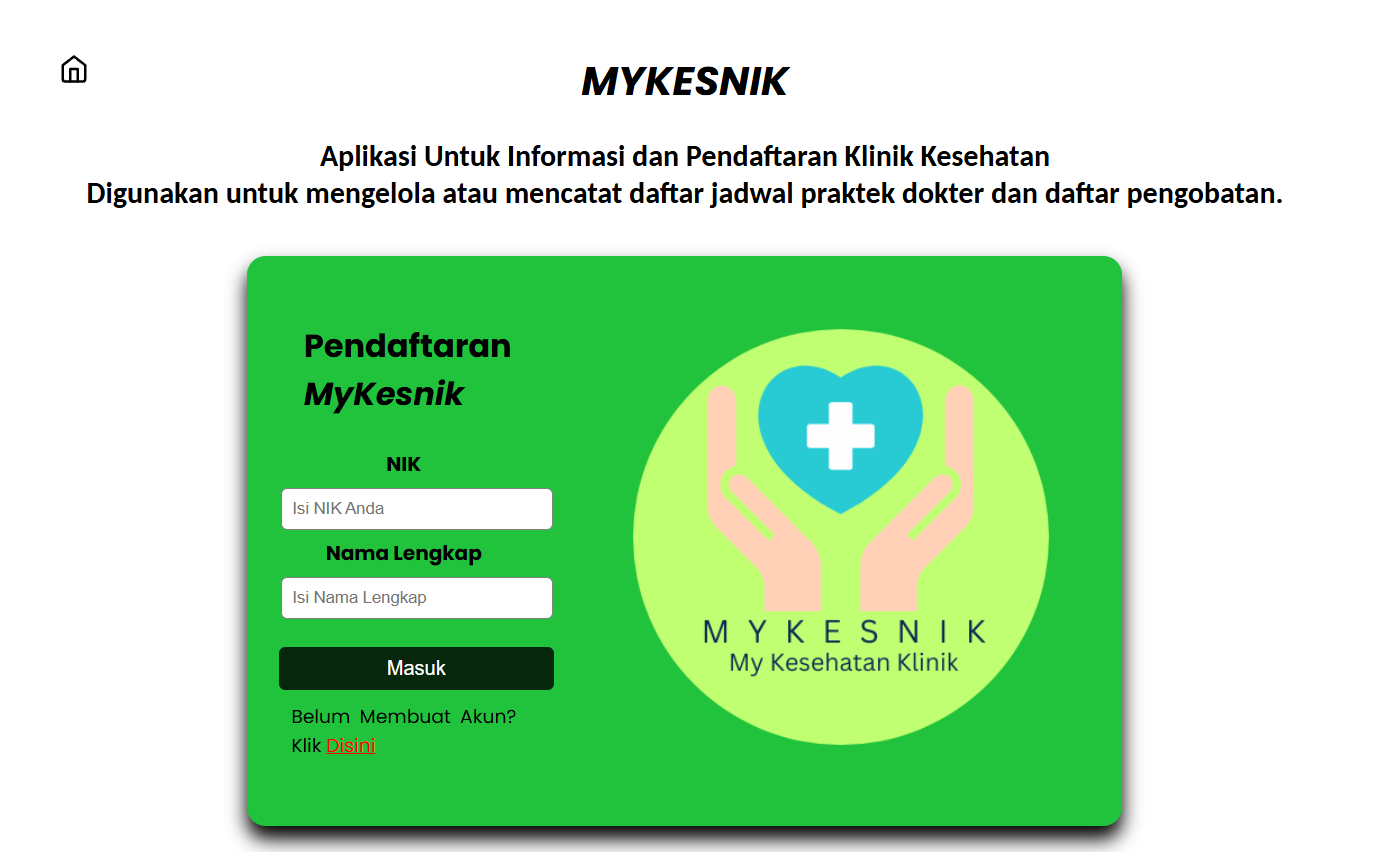 MYKESNIK
Aplikasi Untuk Informasi dan Pendaftaran Klinik Kesehatan
Digunakan untuk mengelola atau mencatat daftar jadwal praktek dokter dan daftar pengobatan.
Pendaftaran
MyKesnik
NIK
Isi NIK Anda
Nama Lengkap
Isi Nama Lengkap
Masuk
Belum Membuat Akun?
Klik Disini
MYKESNIK
My Kesehatan Klinik